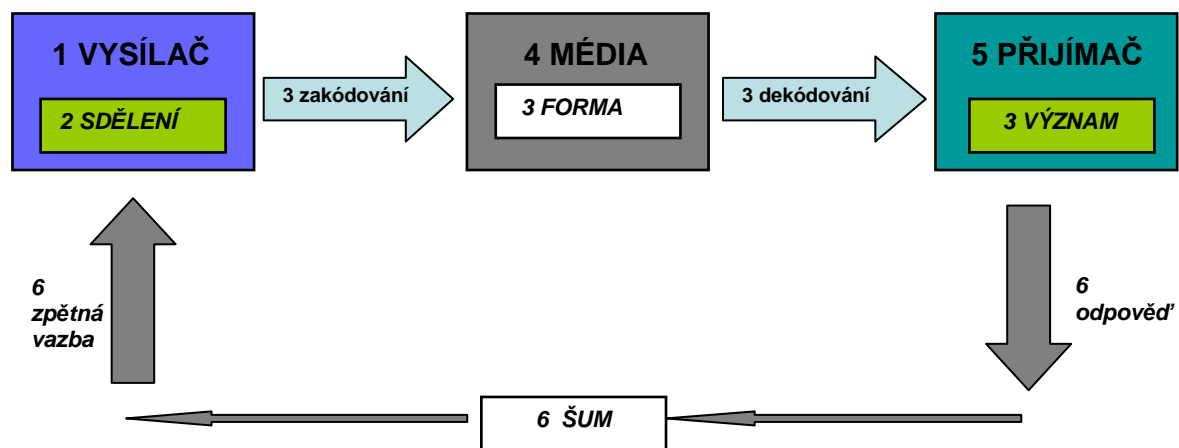 1 VYSÍLAČ
2 SDĚLENÍ
3 zakódování
4 MÉDIA
3 FORMA
3 dekódování
5 PŘIJÍMAČ
3 VÝZNAM
6
zpětná
vazba
6
odpověď
6 ŠUM